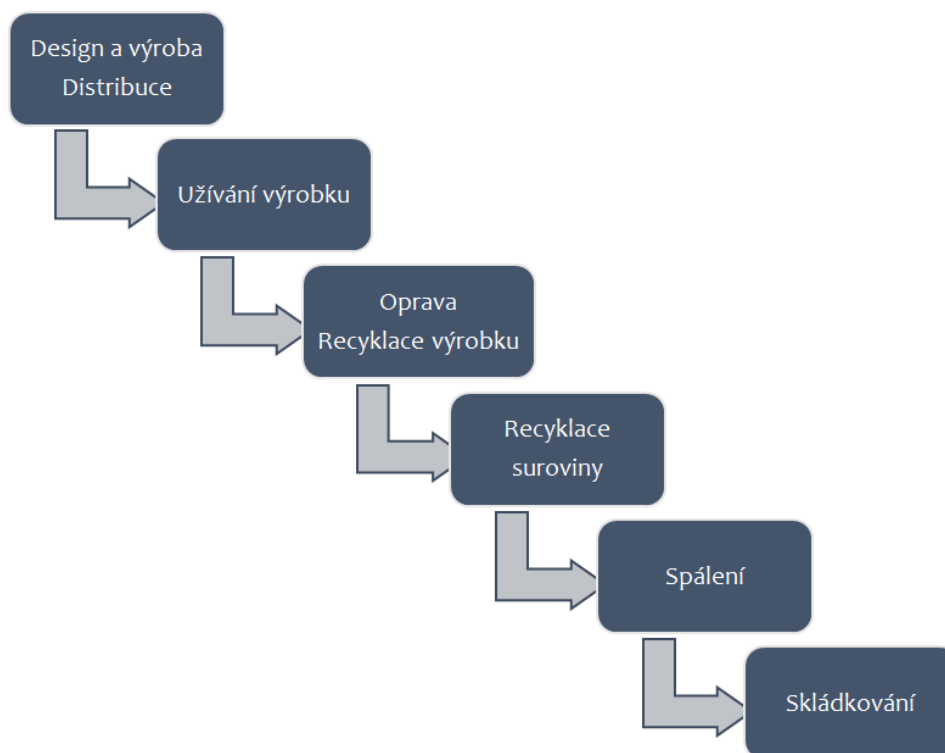 Design a výroba
Distribuce
Užívání výrobku
Oprava
Recyklace výrobku
Recyklace
suroviny
Spálení
Skládkování